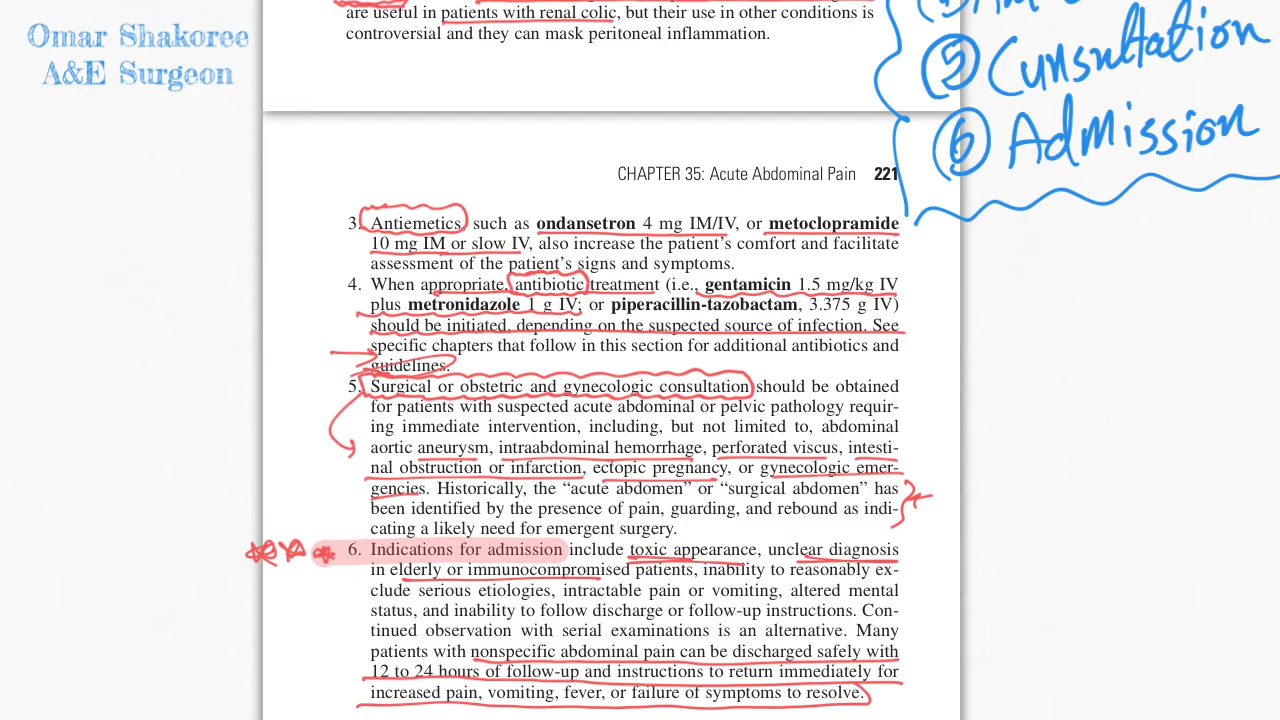 Omar Shakoree
A&E Surgeon
are useful in patients with renal colic, but their use in other conditions is
controversial and they can mask peritoneal inflammation.
⑤ Consultation
⑥ Admission
CHAPTER 35: Acute Abdominal Pain 221
3. Antiemetics such as ondansetron 4 mg IM/IV, or metoclopramide
10 mg IM or slow IV, also increase the patient's comfort and facilitate
assessment of the patient's signs and symptoms.
4. When appropriate, antibiotic treatment (i.e., gentamicin 1.5 mg/kg IV
plus metronidazole 1 g IV; or piperacillin-tazobactam, 3.375 g IV)
should be initiated, depending on the suspected source of infection. See
specific chapters that follow in this section for additional antibiotics and
guidelines.
5. Surgical or obstetric and gynecologic consultation should be obtained
for patients with suspected acute abdominal or pelvic pathology requir-
ing immediate intervention, including, but not limited to, abdominal
aortic aneurysm, intraabdominal hemorrhage, perforated viscus, intesti-
nal obstruction or infarction, ectopic pregnancy, or gynecologic emer-
gencies. Historically, the “acute abdomen” or “surgical abdomen” has
been identified by the presence of pain, guarding, and rebound as indi-
cating a likely need for emergent surgery.
6. Indications for admission include toxic appearance, unclear diagnosis
in elderly or immunocompromised patients, inability to reasonably ex-
clude serious etiologies, intractable pain or vomiting, altered mental
status, and inability to follow discharge or follow-up instructions. Con-
tinued observation with serial examinations is an alternative. Many
patients with nonspecific abdominal pain can be discharged safely with
12 to 24 hours of follow-up and instructions to return immediately for
increased pain, vomiting, fever, or failure of symptoms to resolve.